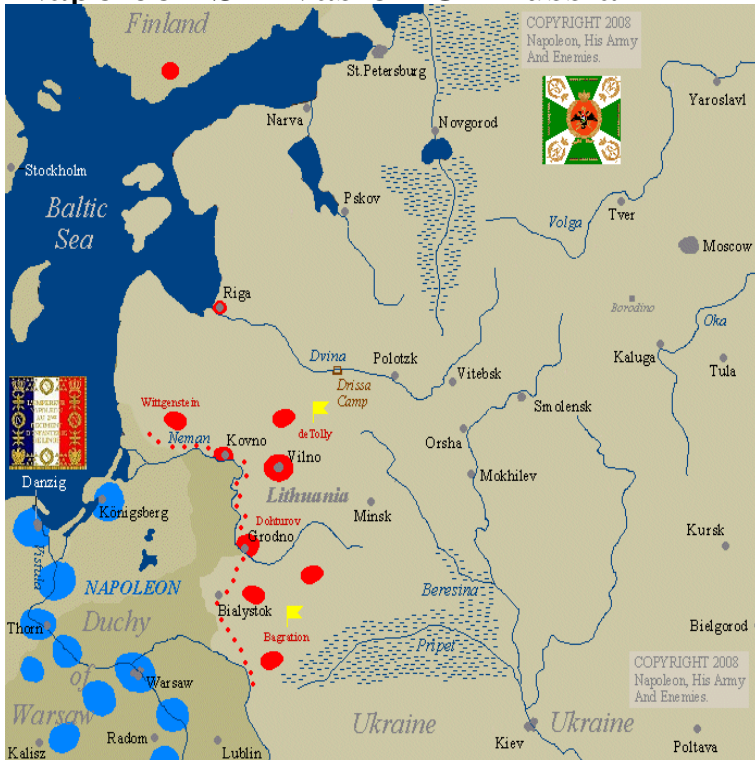 Finland
COPYRIGHT 2008
Napoleon, His Army
And Enemies.
St.Petersburg
Yaroslavl
Narva
Novgorod
Stockholm
Pskov
Baltic
Sea
Volga
Tver
Moscow
Riga
Borodino
Oka
Dvina
Polotzk
Kaluga
Drissa
Camp
Vitebsk
Tula
Wittgenstein
Smolensk
deTolly
Neman
Kovno
Orsha
Vilno
Mokhilev
Danzig
Lithuania
Königsberg
Minsk
Dohturov
Kursk
Grodno
Vistula
NAPOLEON
Beresina
Bialystok
Thorn
Duchy
Bagration
Pripet
Bielgorod
of
Warsaw
COPYRIGHT 2008
Napoleon, His Army
And Enemies.
Warsaw
Ukraine
Ukraine
Kalisz
Radom
Lublin
Kiev
Poltava